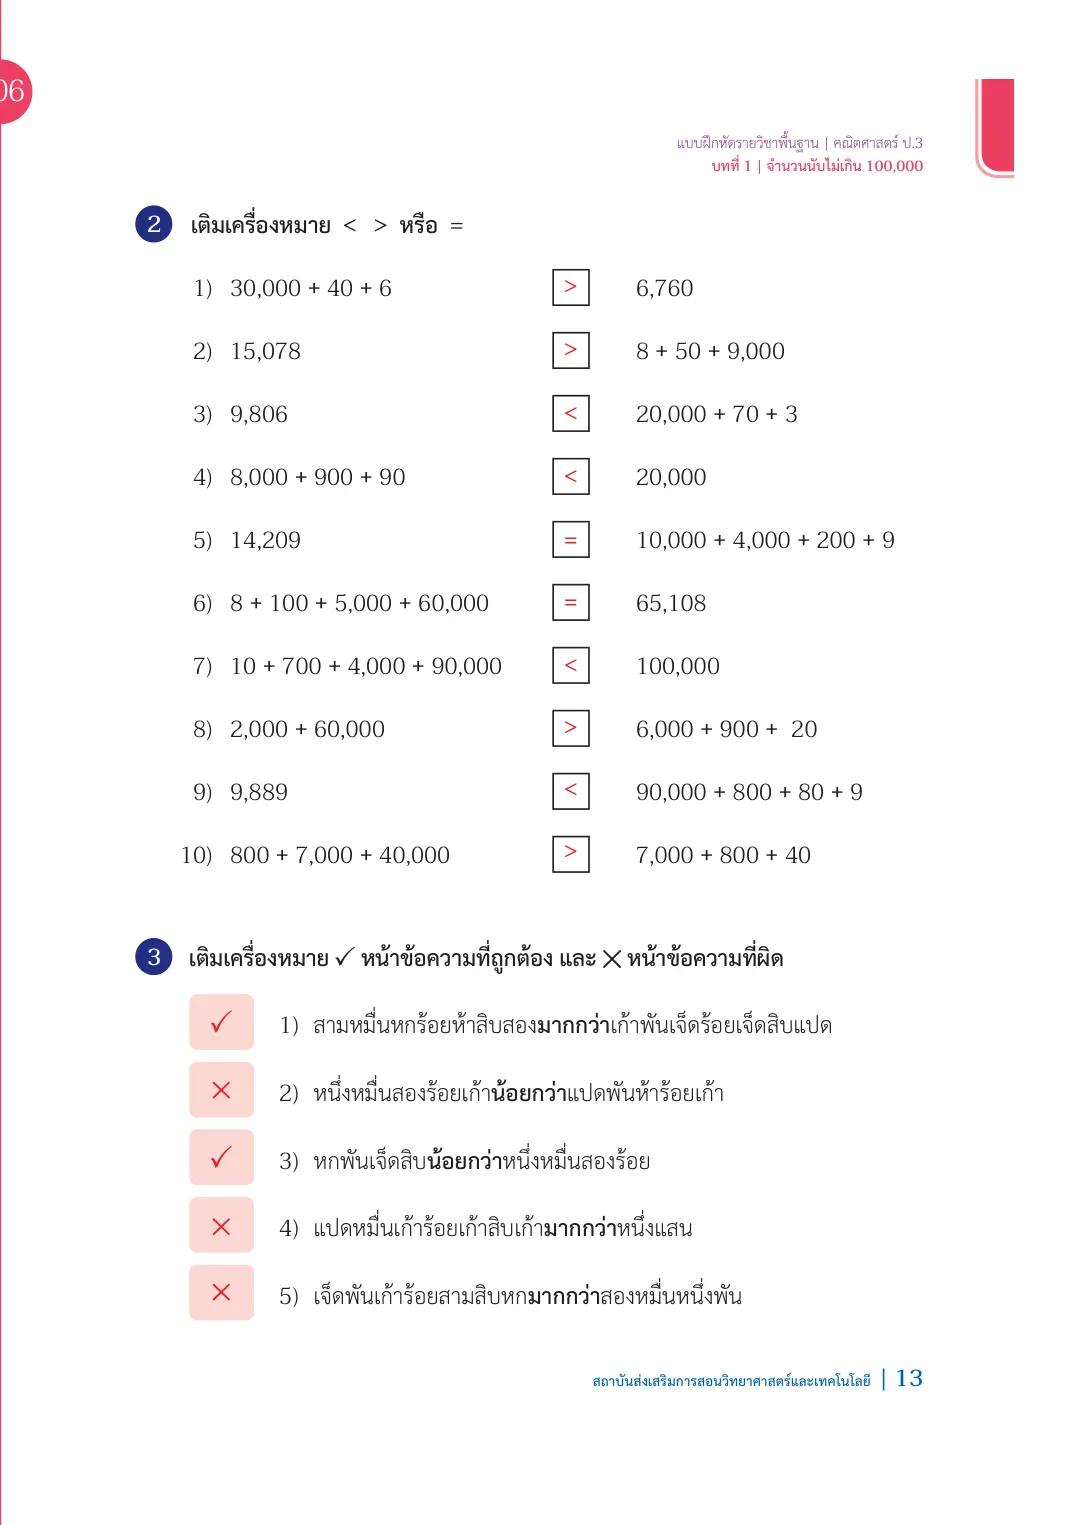 06
แบบฝึกหัดรายวิชาพื้นฐาน | คณิตศาสตร์ ป.3
บทที่ 1 | จำนวนนับไม่เกิน 100,000
2 เติมเครื่องหมาย < > หรือ =
1) 30,000 + 40 + 6 > 6,760
2) 15,078 > 8 + 50 + 9,000
3) 9,806 < 20,000 + 70 + 3
4) 8,000 + 900 + 90 < 20,000
5) 14,209 = 10,000 + 4,000 + 200 + 9
6) 8 + 100 + 5,000 + 60,000 = 65,108
7) 10 + 700 + 4,000 + 90,000 < 100,000
8) 2,000 + 60,000 > 6,000 + 900 + 20
9) 9,889 < 90,000 + 800 + 80 + 9
10) 800 + 7,000 + 40,000 > 7,000 + 800 + 40
3 เติมเครื่องหมาย ✓ หน้าข้อความที่ถูกต้อง และ ✕ หน้าข้อความที่ผิด
✓ 1) สามหมื่นหกร้อยห้าสิบสองมากกว่าเก้าพันเจ็ดร้อยเจ็ดสิบแปด
✕ 2) หนึ่งหมื่นสองร้อยเก้าน้อยกว่าแปดพันห้าร้อยเก้า
✓ 3) หกพันเจ็ดสิบน้อยกว่าหนึ่งหมื่นสองร้อย
✕ 4) แปดหมื่นเก้าร้อยเก้าสิบเก้ามากกว่าหนึ่งแสน
✕ 5) เจ็ดพันเก้าร้อยสามสิบหกมากกว่าสองหมื่นหนึ่งพัน
สถาบันส่งเสริมการสอนวิทยาศาสตร์และเทคโนโลยี | 13